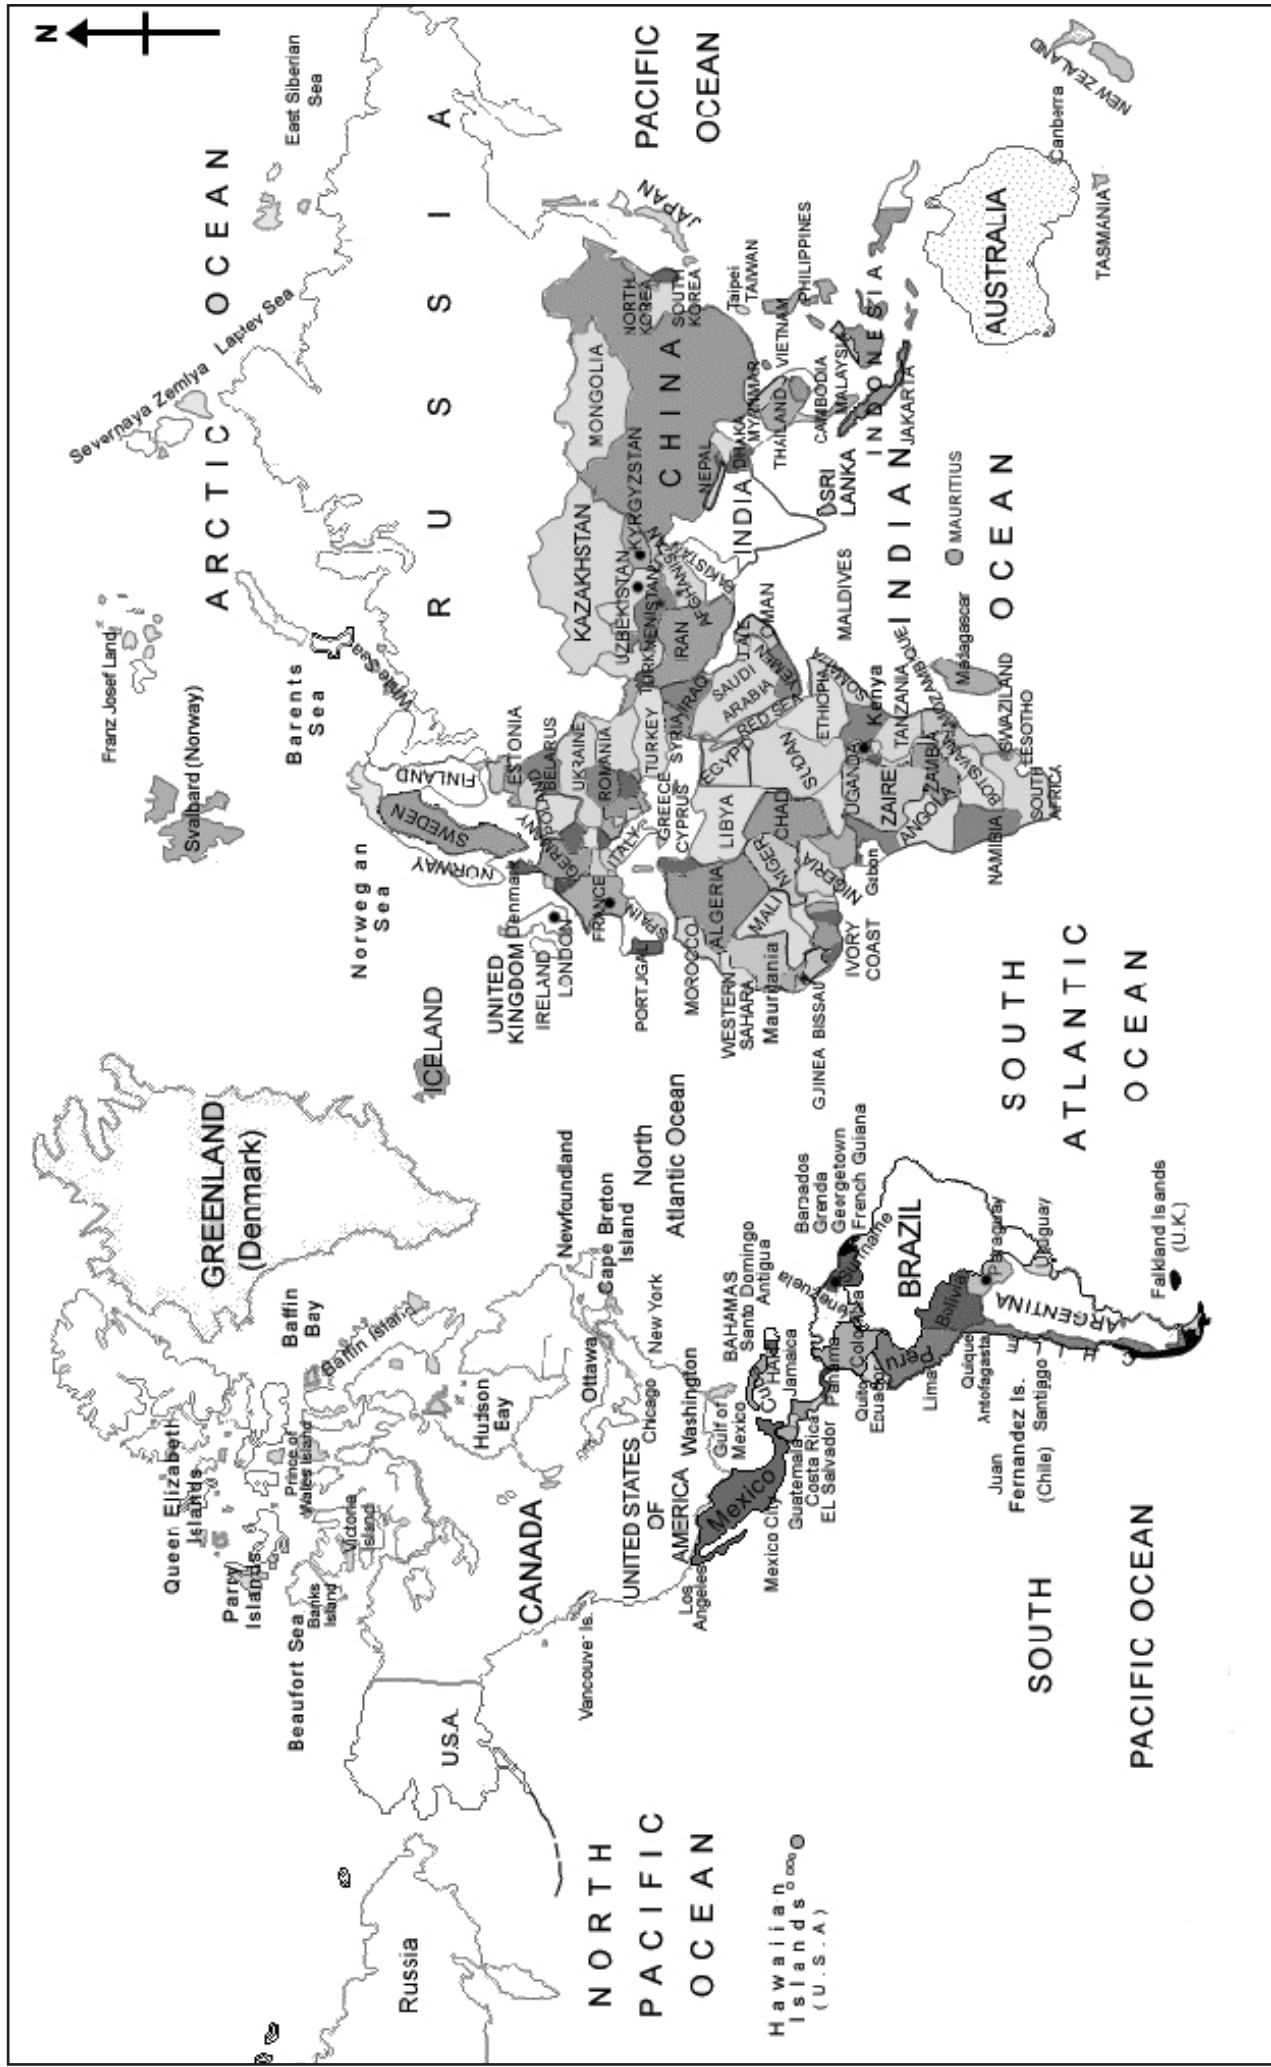 N
ARCTIC OCEAN
East Siberian
Sea
Laptev Sea
Severnaya Zemlya
Franz Josef Land
Svalbard (Norway)
Barents
Sea
White Sea
Norweg an
Sea
GREENLAND
(Denmark)
ICELAND
Baffin
Bay
Baffin Island
Queen Elizabeth
Islands
Parry
Islands
Prince of
Wales Island
Victoria
Island
Banks
Island
Beaufort Sea
Hudson
Eay
CANADA
U.S.A.
Russia
Vancouver Is.
Newfoundland
Cape Breton
Island
Ottawa
New York
Chicago
Washington
UNITED STATES
OF
AMERICA
Los
Angeles
North
Atlantic Ocean
Gulf of
Mexico
Mexico
Mexico City
BAHAMAS
Santo Domingo
Antigua
Jamaica
Guatemala
Costa Rica
EL Salvador
Panama
Barbados
Grenda
Georgetown
French Guiana
Suriname
Venezuela
Colombia
Quito
Ecuador
Peru
Lima
BRAZIL
Bolivia
Paraguay
Uruguay
ARGENTINA
Quique
Antofagasta
Santiago
Juan
Fernandez Is.
(Chile)
Falkland Islands
(U.K.)
NORTH
PACIFIC
OCEAN
Hawaiian
Islands
(U.S.A)
SOUTH
PACIFIC OCEAN
SOUTH
ATLANTIC
OCEAN
RUSSIA
FINLAND
SWEDEN
NORWAY
ESTONIA
BELARUS
POLAND
UKRAINE
ROMANIA
GERMANY
Denmark
UNITED
KINGDOM
IRELAND
LONDON
FRANCE
ITALY
SPAIN
PORTJGAL
GREECE
CYPRUS
TURKEY
SYRIA
IRAQ
IRAN
KAZAKHSTAN
UZBEKISTAN
TURKMENISTAN
KYRGYZSTAN
AFGHANISTAN
PAKISTAN
MONGOLIA
CHINA
NORTH
KOREA
SOUTH
KOREA
JAPAN
PACIFIC
OCEAN
Taipei
TAIWAN
PHILIPPINES
NEPAL
DHAKA
MYANMAR
INDIA
THAILAND
VIETNAM
CAMBODIA
MALAYSIA
INDONESIA
JAKARTA
SRI
LANKA
MALDIVES
SAUDI
ARABIA
U.A.E
OMAN
YEMEN
RED SEA
EGYPT
LIBYA
ALGERIA
MOROCCO
WESTERN
SAHARA
Mauritania
MALI
NIGER
CHAD
SUDAN
ETHIOPIA
SOMALIA
NIGERIA
IVORY
COAST
GJINEA BISSAU
Gabon
UGANDA
Kenya
ZAIRE
TANZANIA
ANGOLA
ZAMBIA
MOZAMBIQUE
NAMIBIA
BOTSWANA
SWAZILAND
LESOTHO
SOUTH
AFRICA
Madagascar
MAURITIUS
INDIAN
OCEAN
AUSTRALIA
Canberra
TASMANIA
NEW ZEALAND